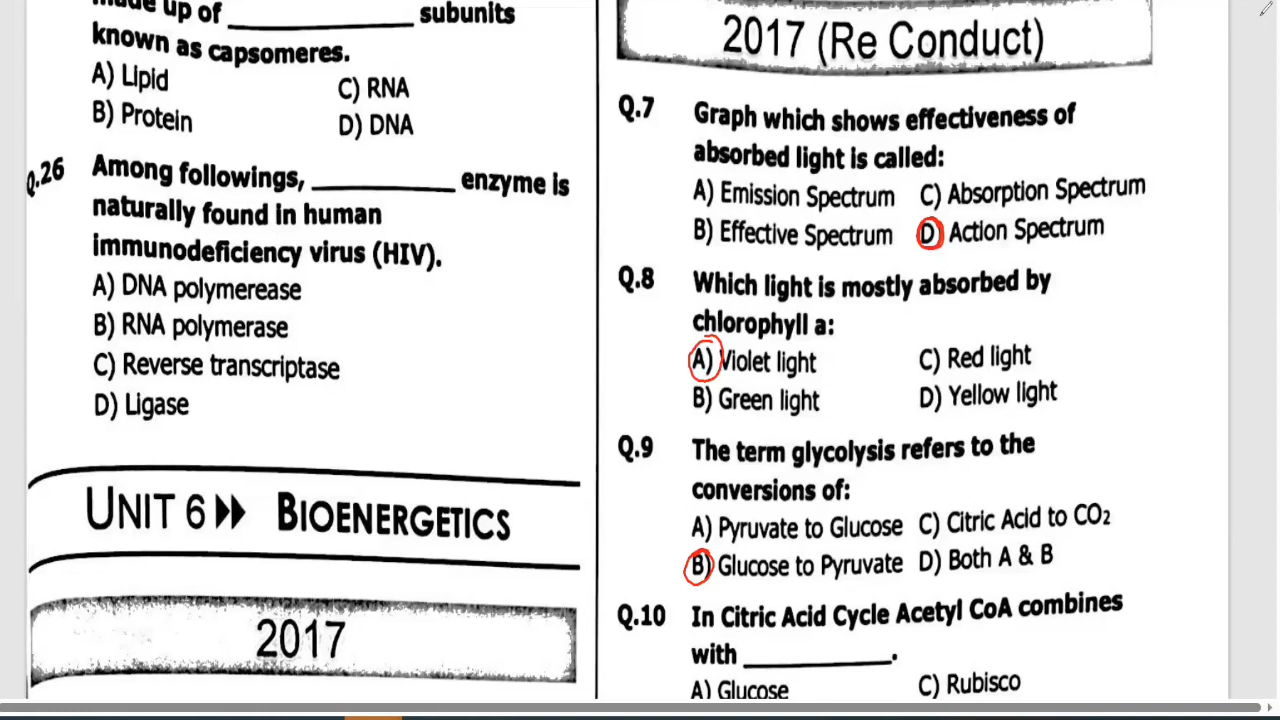 made up of ____________ subunits
known as capsomeres.
A) Lipid
C) RNA
B) Protein
D) DNA
Q.26 Among followings, __________ enzyme is
naturally found in human
immunodeficiency virus (HIV).
A) DNA polymerease
B) RNA polymerase
C) Reverse transcriptase
D) Ligase
UNIT 6 BIOENERGETICS
2017
2017 (Re Conduct)
Q.7 Graph which shows effectiveness of
absorbed light is called:
A) Emission Spectrum C) Absorption Spectrum
B) Effective Spectrum D) Action Spectrum
Q.8 Which light is mostly absorbed by
chlorophyll a:
A) Violet light C) Red light
B) Green light D) Yellow light
Q.9 The term glycolysis refers to the
conversions of:
A) Pyruvate to Glucose C) Citric Acid to CO2
B) Glucose to Pyruvate D) Both A & B
Q.10 In Citric Acid Cycle Acetyl CoA combines
with __________.
A) Glucose C) Rubisco